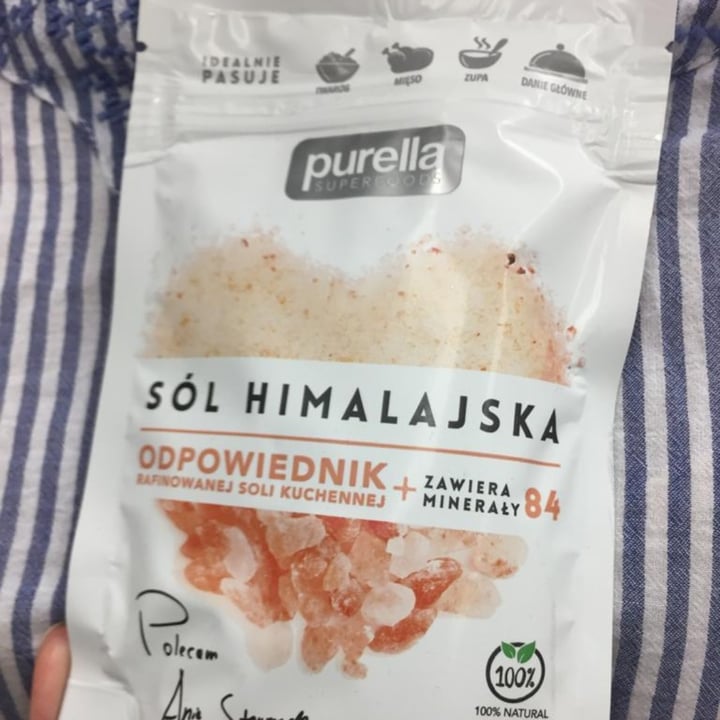 IDEALNIE
PASUJE
TWARÓG
MIĘSO
ZUPA
DANIE GŁÓWNE
purella
SUPERFOODS
SÓL HIMALAJSKA
ODPOWIEDNIK
RAFINOWANEJ SOLI KUCHENNEJ
+
ZAWIERA
MINERAŁY 84
Polecam
100%
100% NATURAL